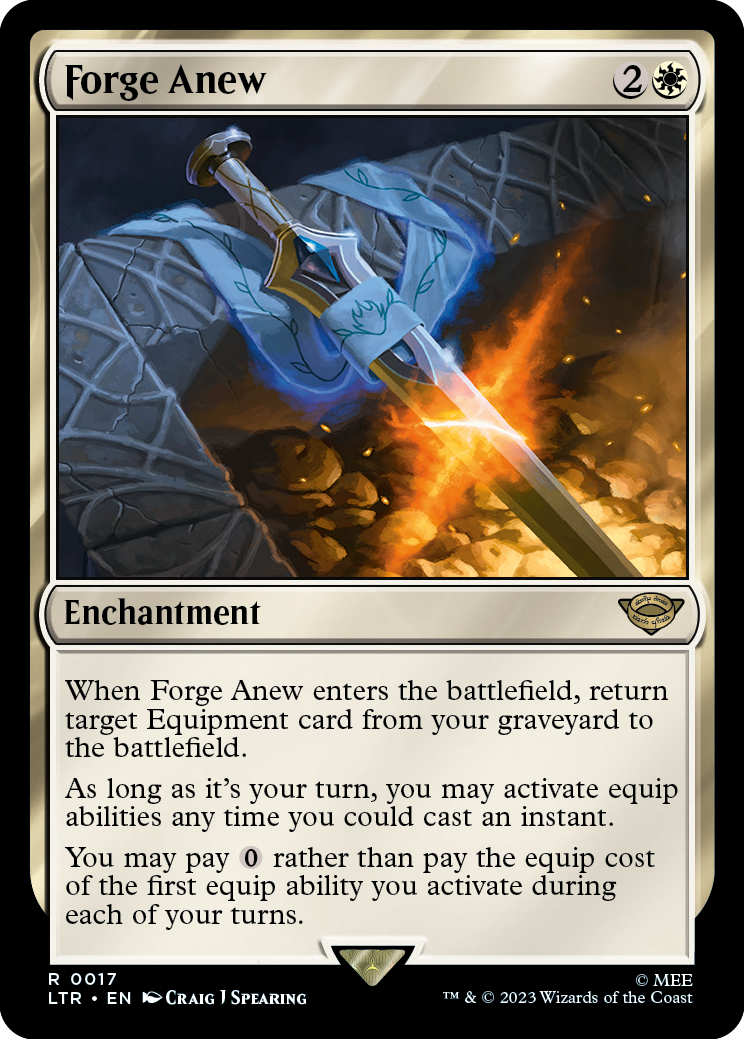 Forge Anew 2
Enchantment
When Forge Anew enters the battlefield, return
target Equipment card from your graveyard to
the battlefield.
As long as it's your turn, you may activate equip
abilities any time you could cast an instant.
You may pay 0 rather than pay the equip cost
of the first equip ability you activate during
each of your turns.
R 0017
LTR • EN Craig J Spearing
© MEE
™ & © 2023 Wizards of the Coast